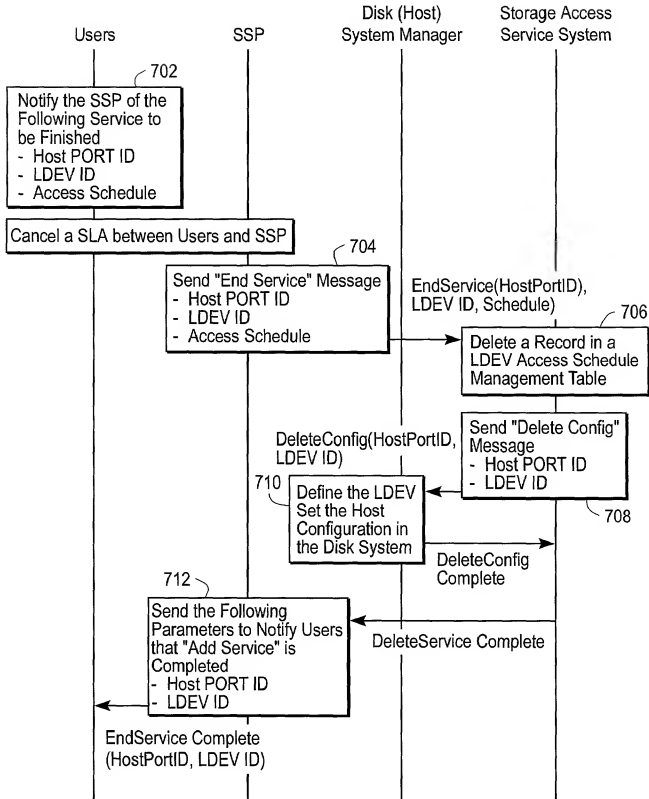 Users
SSP
Disk (Host)
System Manager
Storage Access
Service System
702
Notify the SSP of the
Following Service to
be Finished
- Host PORT ID
- LDEV ID
- Access Schedule
Cancel a SLA between Users and SSP
704
Send "End Service" Message
- Host PORT ID
- LDEV ID
- Access Schedule
EndService(HostPortID),
LDEV ID, Schedule)
706
Delete a Record in a
LDEV Access Schedule
Management Table
Send "Delete Config"
Message
- Host PORT ID
- LDEV ID
708
DeleteConfig(HostPortID,
LDEV ID)
710
Define the LDEV
Set the Host
Configuration in
the Disk System
DeleteConfig
Complete
712
Send the Following
Parameters to Notify Users
that "Add Service" is
Completed
- Host PORT ID
- LDEV ID
DeleteService Complete
EndService Complete
(HostPortID, LDEV ID)